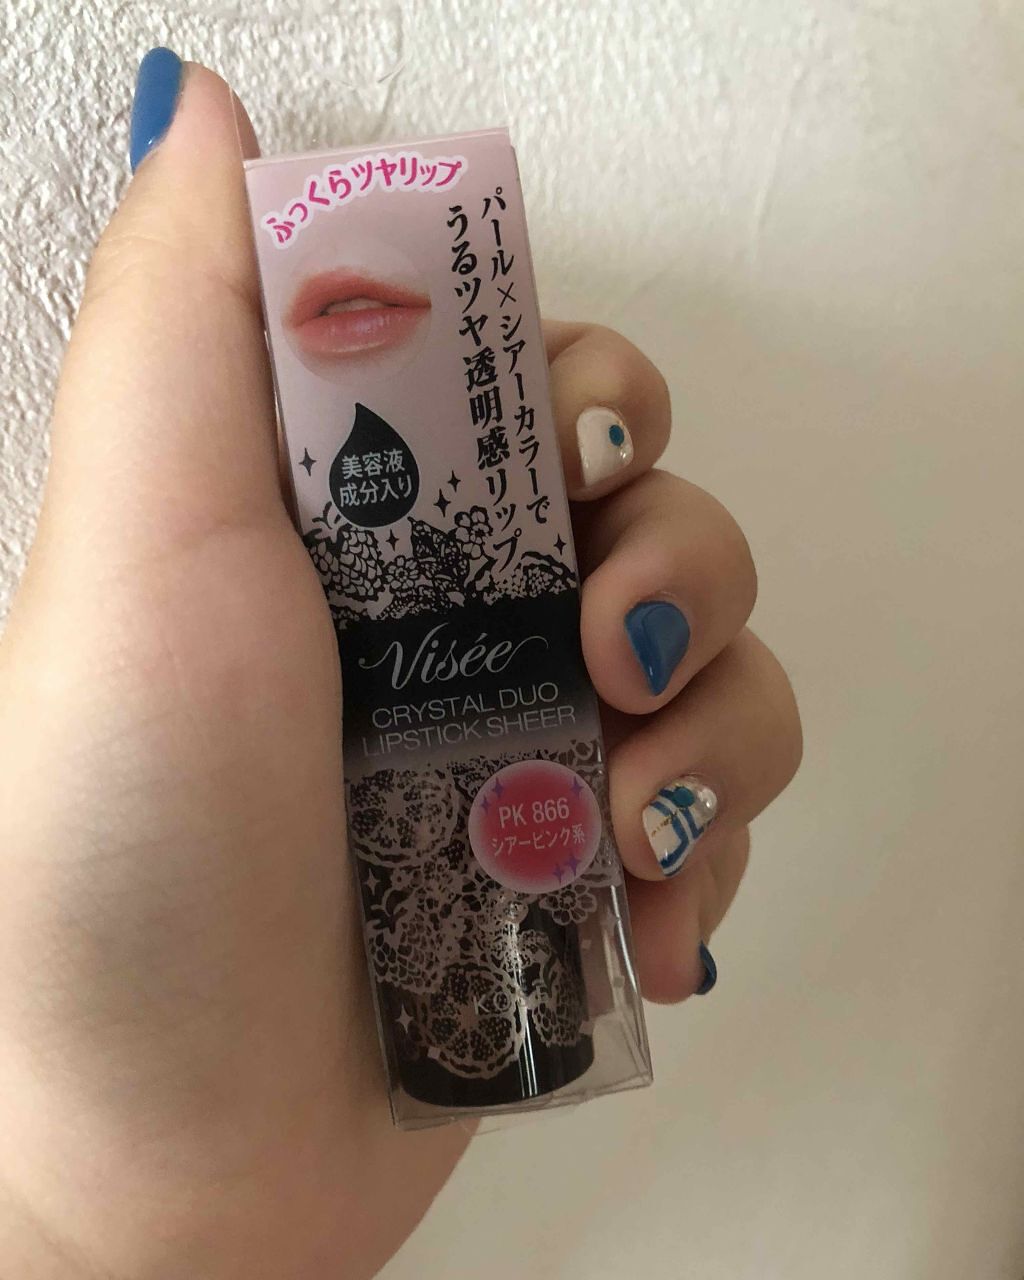 ふっくらツヤリップ
パール×シアーカラーで
うるツヤ透明感リップ
美容液
成分入り
Visée
CRYSTAL DUO
LIPSTICK SHEER
PK 866
シアーピンク系
KOSÉ